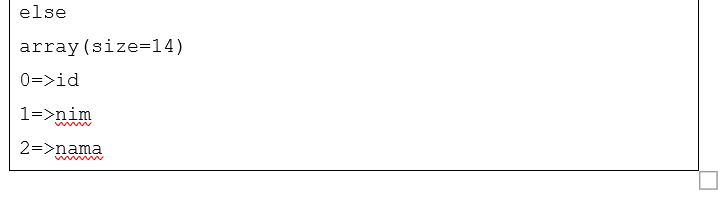 else
array(size=14)
0=>id
1=>nim
2=>nama